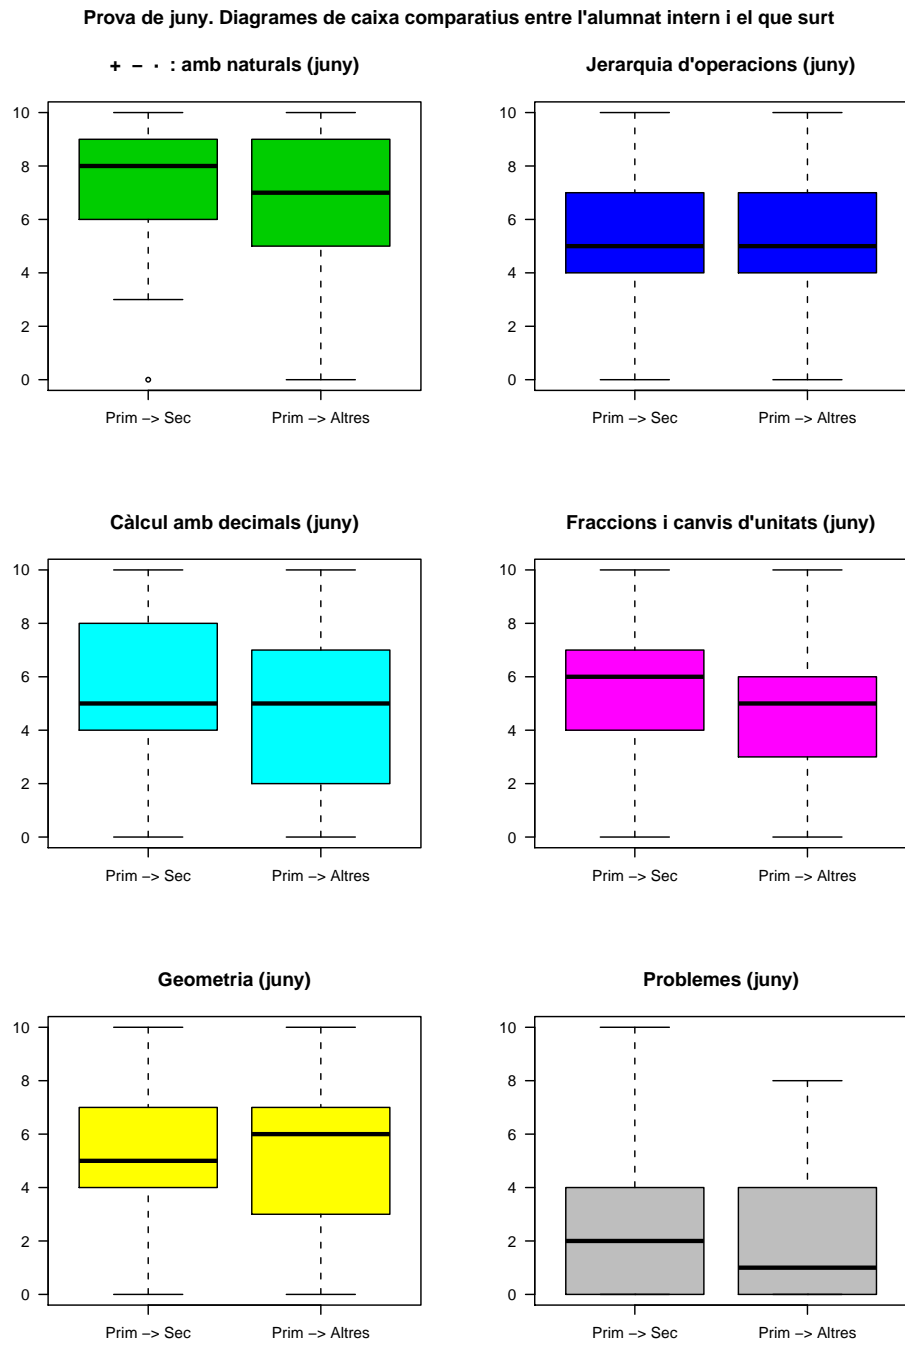 Prova de juny. Diagrames de caixa comparatius entre l'alumnat intern i el que surt
+ − · : amb naturals (juny)
10
8
6
4
2
0
Prim −> Sec
Prim −> Altres
Jerarquia d'operacions (juny)
10
8
6
4
2
0
Prim −> Sec
Prim −> Altres
Càlcul amb decimals (juny)
10
8
6
4
2
0
Prim −> Sec
Prim −> Altres
Fraccions i canvis d'unitats (juny)
10
8
6
4
2
0
Prim −> Sec
Prim −> Altres
Geometria (juny)
10
8
6
4
2
0
Prim −> Sec
Prim −> Altres
Problemes (juny)
10
8
6
4
2
0
Prim −> Sec
Prim −> Altres